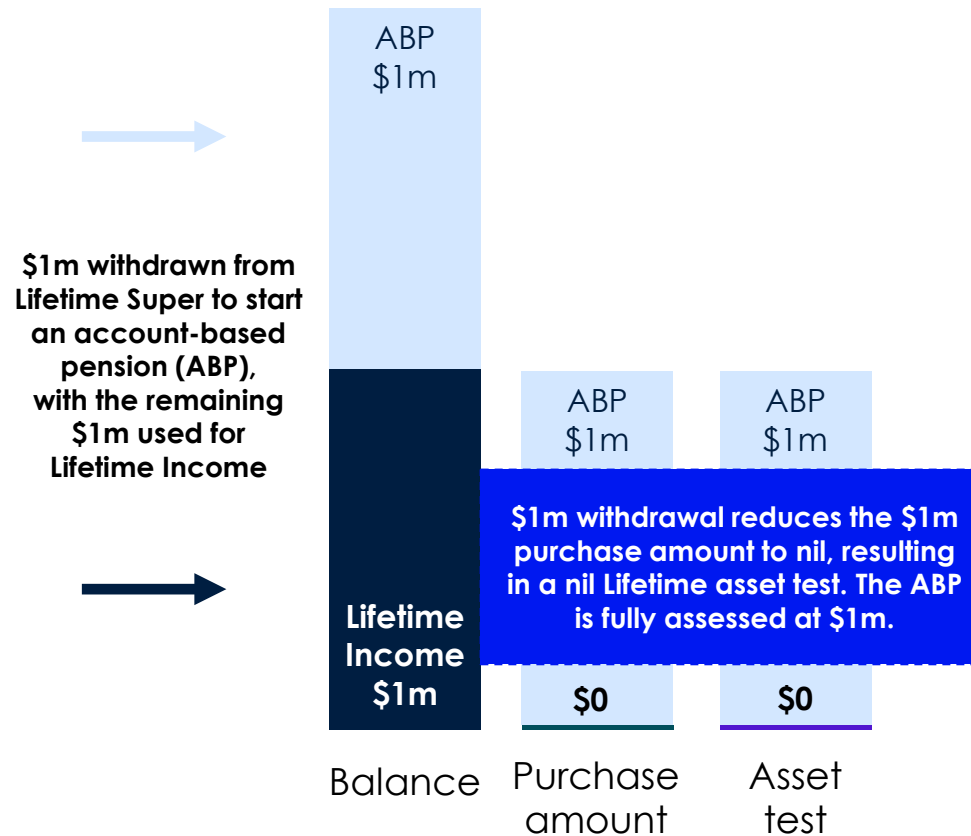 ABP
$1m
$1m withdrawn from
Lifetime Super to start
an account-based
pension (ABP),
with the remaining
$1m used for
Lifetime Income
ABP
$1m
ABP
$1m
$1m withdrawal reduces the $1m
purchase amount to nil, resulting
in a nil Lifetime asset test. The ABP
is fully assessed at $1m.
Lifetime
Income
$1m
$0
$0
Balance
Purchase
amount
Asset
test